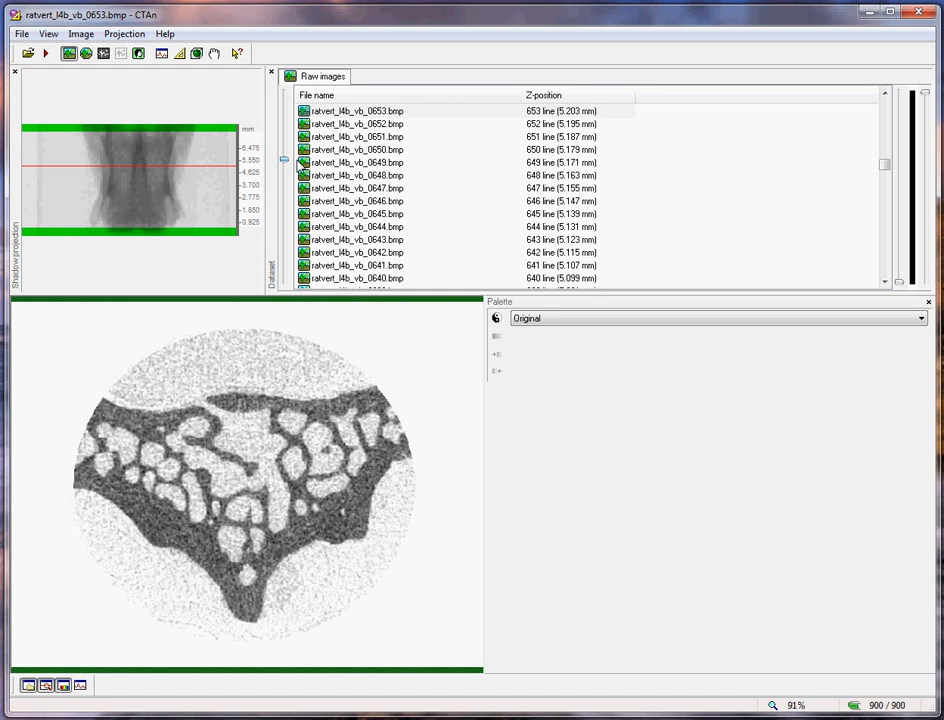 ratvert_l4b_vb_0653.bmp - CTAn
File View Image Projection Help
Raw images
File name Z-position
ratvert_l4b_vb_0653.bmp 653 line (5.203 mm)
ratvert_l4b_vb_0652.bmp 652 line (5.195 mm)
ratvert_l4b_vb_0651.bmp 651 line (5.187 mm)
ratvert_l4b_vb_0650.bmp 650 line (5.179 mm)
ratvert_l4b_vb_0649.bmp 649 line (5.171 mm)
ratvert_l4b_vb_0648.bmp 648 line (5.163 mm)
ratvert_l4b_vb_0647.bmp 647 line (5.155 mm)
ratvert_l4b_vb_0646.bmp 646 line (5.147 mm)
ratvert_l4b_vb_0645.bmp 645 line (5.139 mm)
ratvert_l4b_vb_0644.bmp 644 line (5.131 mm)
ratvert_l4b_vb_0643.bmp 643 line (5.123 mm)
ratvert_l4b_vb_0642.bmp 642 line (5.115 mm)
ratvert_l4b_vb_0641.bmp 641 line (5.107 mm)
ratvert_l4b_vb_0640.bmp 640 line (5.099 mm)
mm
6.475
5.550
4.625
3.700
2.775
1.850
0.925
Shadow projection
Dataset
Palette
Original
91% 900 / 900